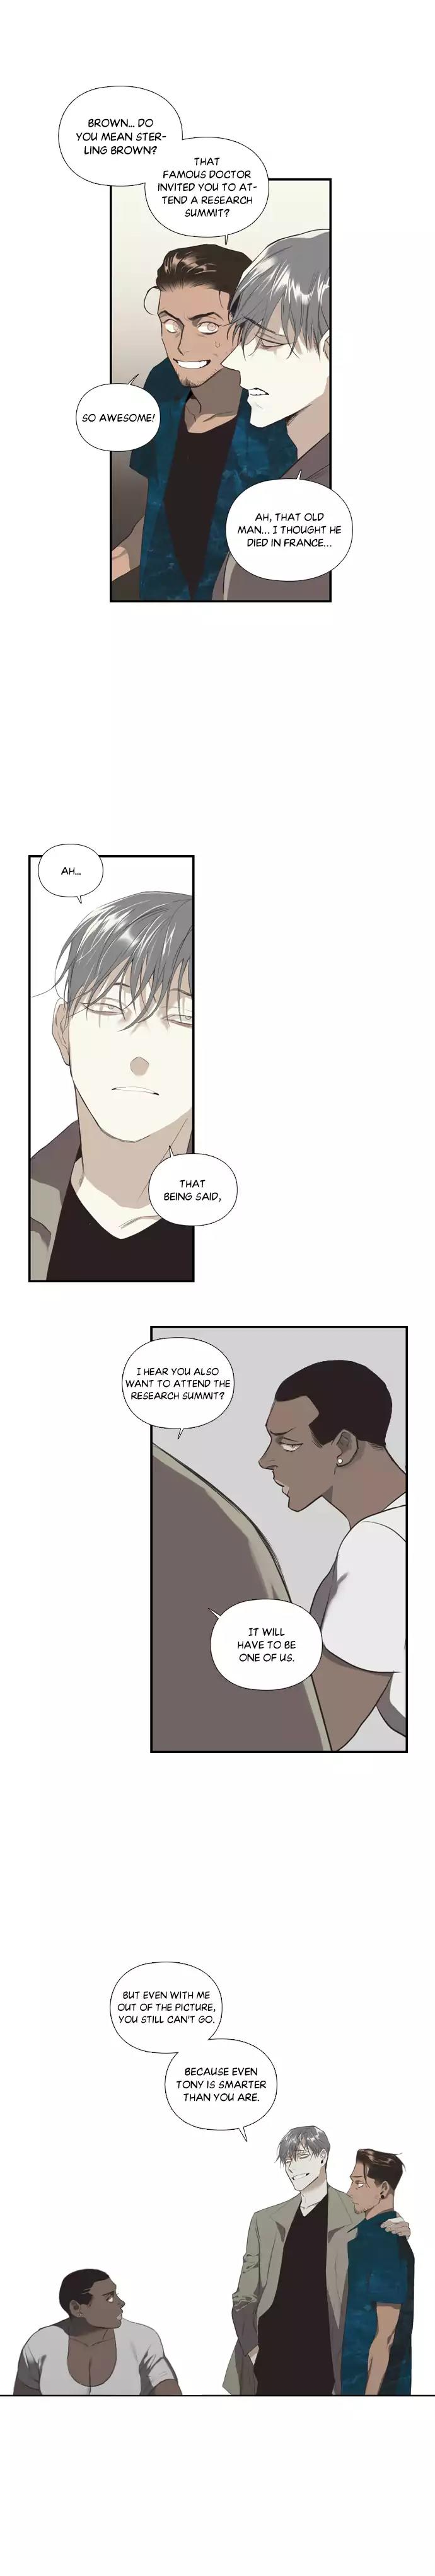 BROWN... DO
YOU MEAN STER-
LING BROWN?
THAT
FAMOUS DOCTOR
INVITED YOU TO AT-
TEND A RESEARCH
SUMMIT?
SO AWESOME!
AH, THAT OLD
MAN... I THOUGHT HE
DIED IN FRANCE...
AH...
THAT
BEING SAID,
I HEAR YOU ALSO
WANT TO ATTEND THE
RESEARCH SUMMIT?
IT WILL
HAVE TO BE
ONE OF US.
BUT EVEN WITH ME
OUT OF THE PICTURE,
YOU STILL CAN'T GO.
BECAUSE EVEN
TONY IS SMARTER
THAN YOU ARE.